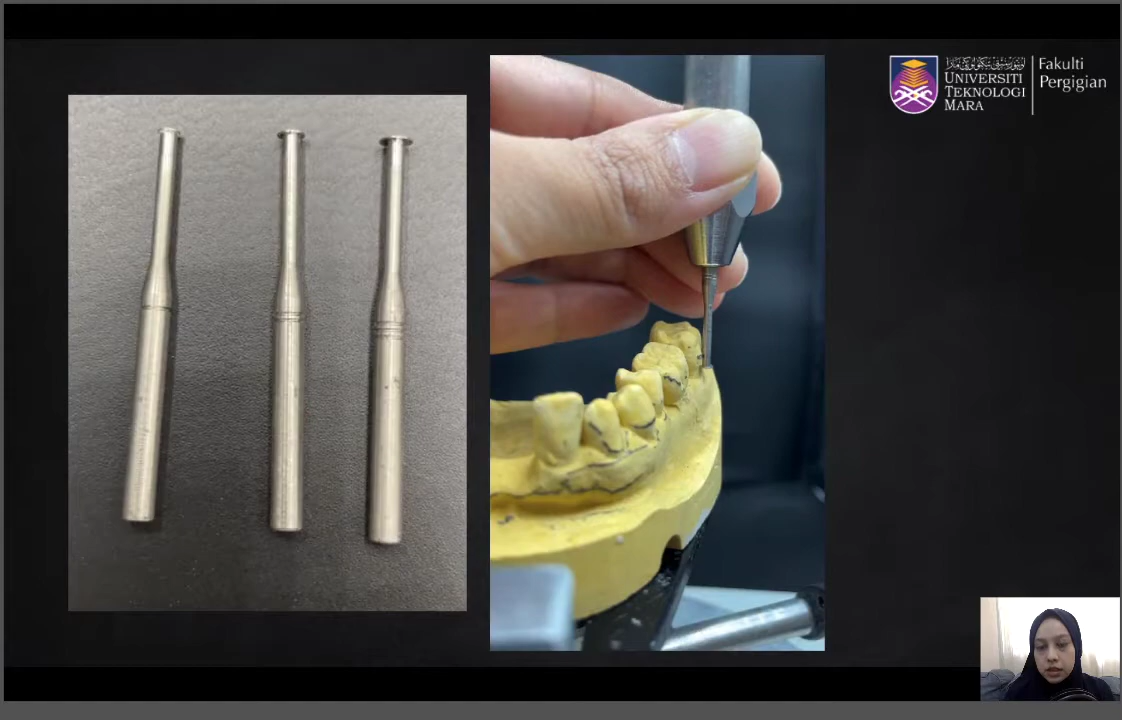 UNIVERSITI
TEKNOLOGI
MARA
Fakulti
Pergigian